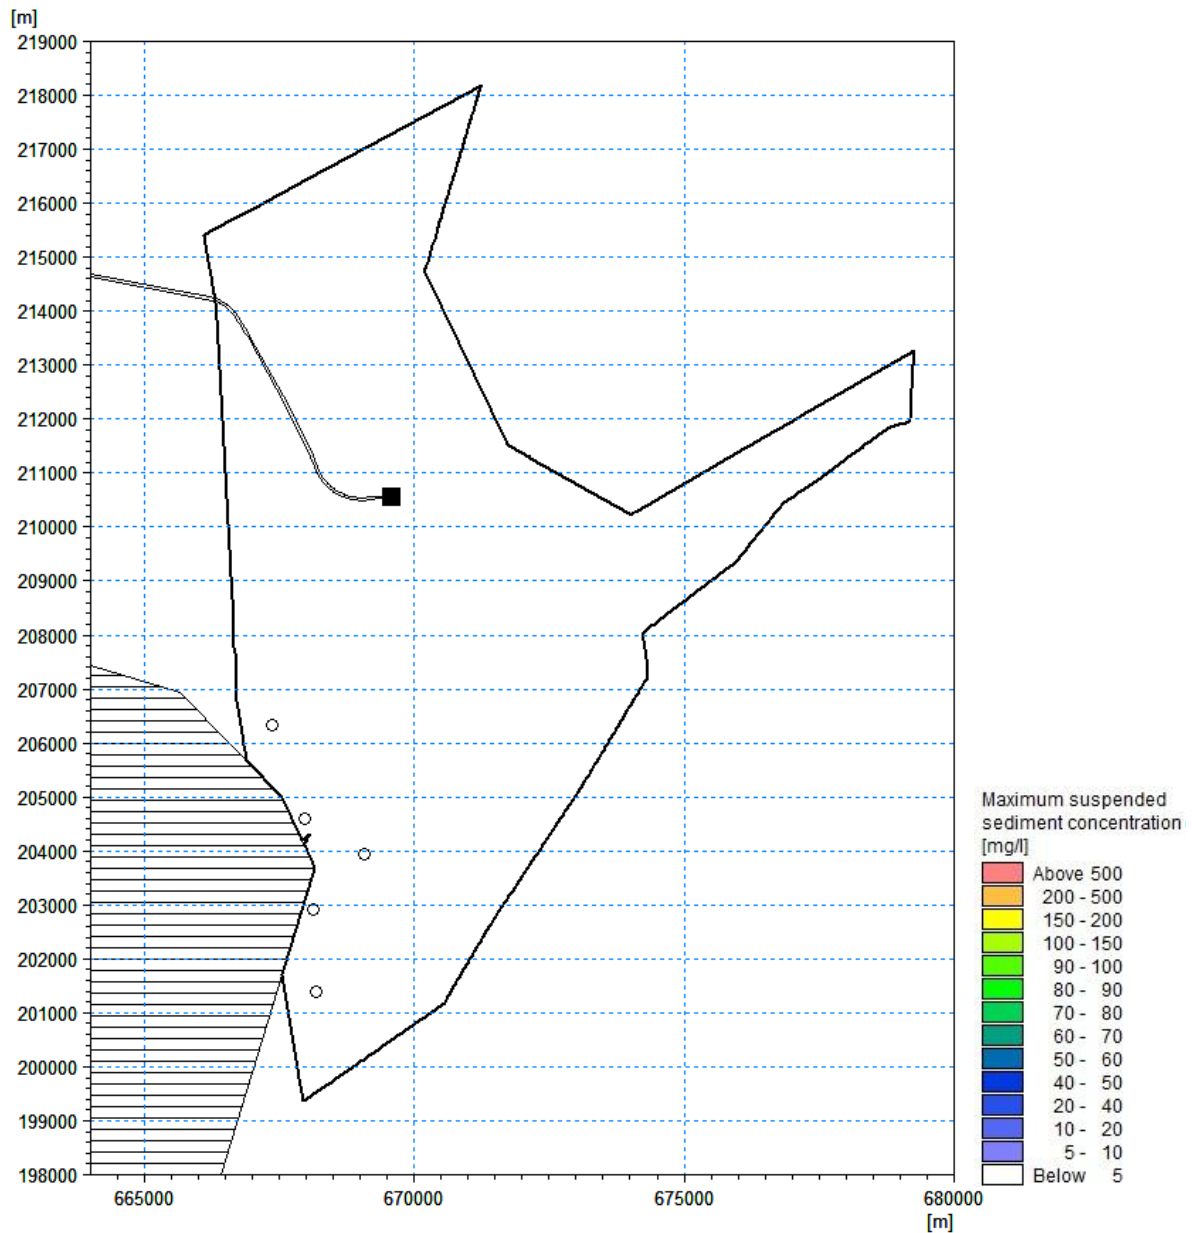 [m]
219000
218000
217000
216000
215000
214000
213000
212000
211000
210000
209000
208000
207000
206000
205000
204000
203000
202000
201000
200000
199000
198000
665000 670000 675000 680000
[m]
Maximum suspended
sediment concentration
[mg/l]
Above 500
200 - 500
150 - 200
100 - 150
90 - 100
80 - 90
70 - 80
60 - 70
50 - 60
40 - 50
20 - 40
10 - 20
5 - 10
Below 5